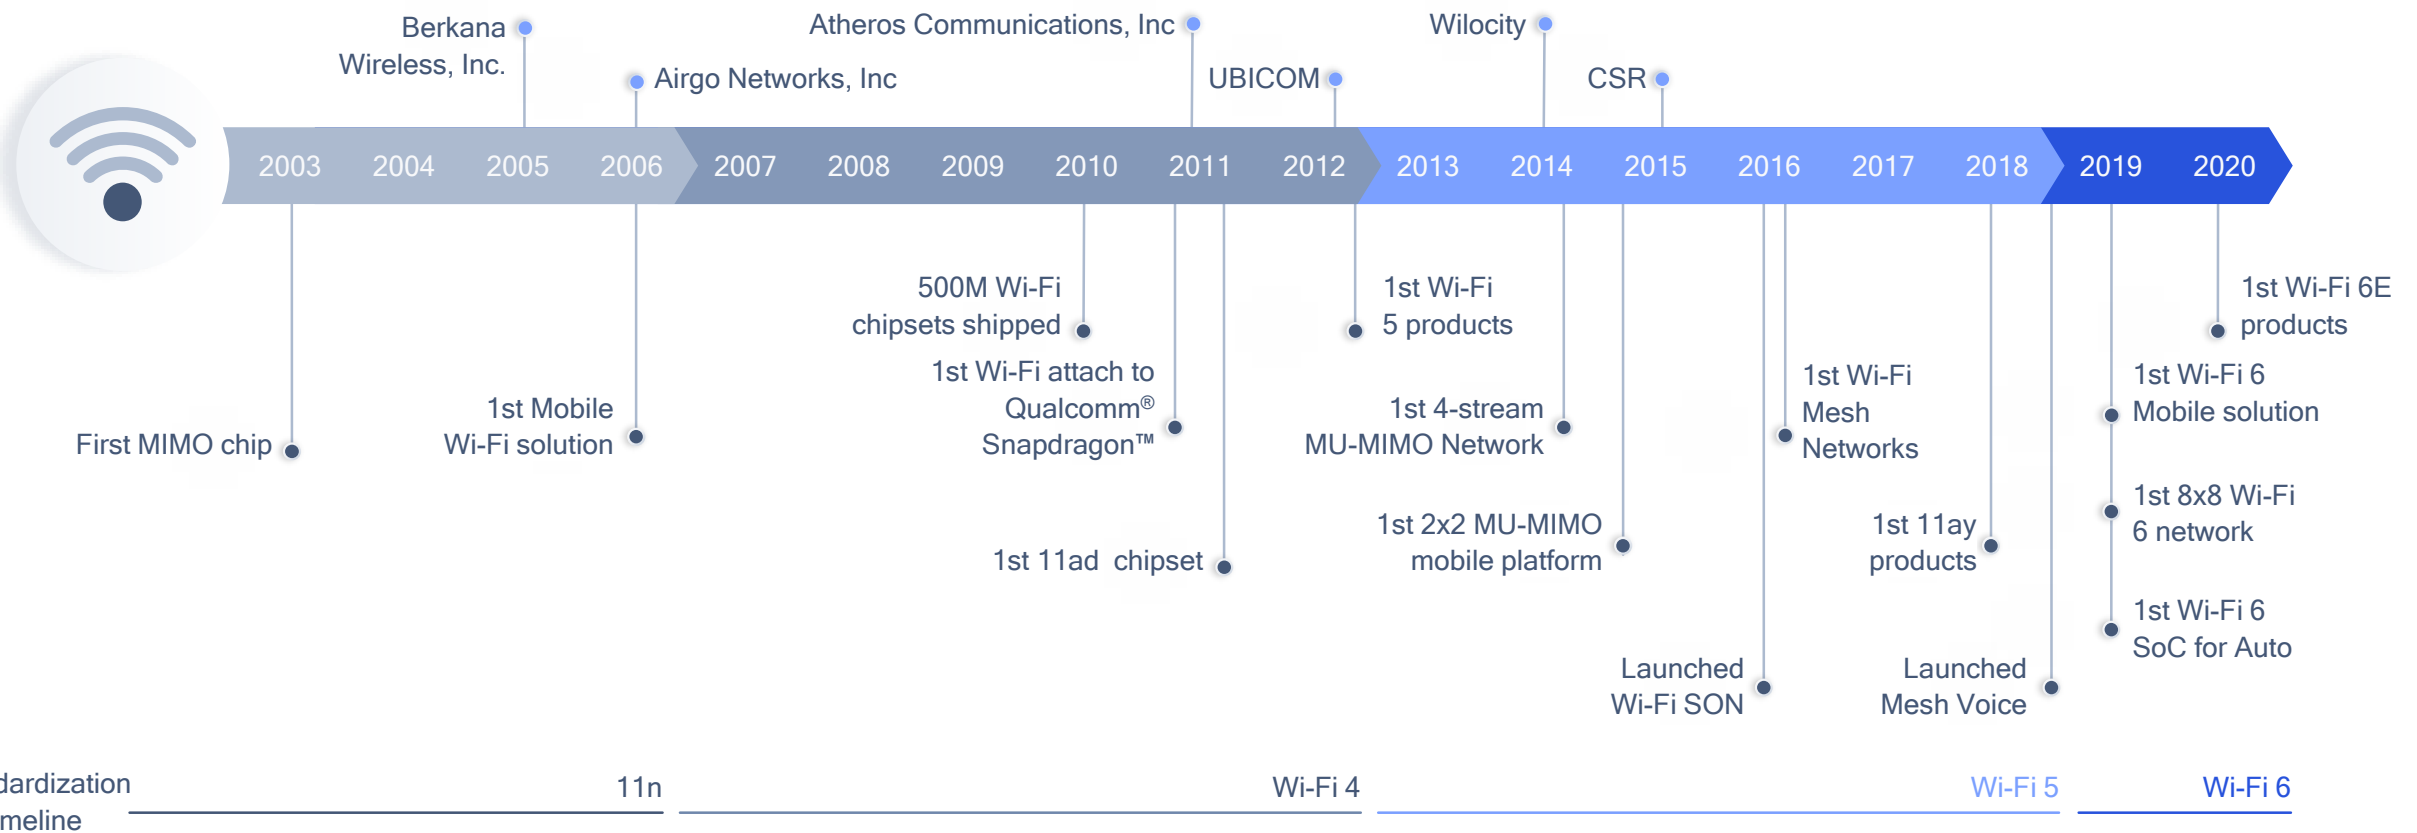 Berkana
Wireless, Inc.
Airgo Networks, Inc
Atheros Communications, Inc
UBICOM
Wilocity
CSR
2003 2004 2005 2006 2007 2008 2009 2010 2011 2012 2013 2014 2015 2016 2017 2018 2019 2020
First MIMO chip
1st Mobile
Wi-Fi solution
500M Wi-Fi
chipsets shipped
1st Wi-Fi attach to
Qualcomm®
Snapdragon™
1st 11ad chipset
1st Wi-Fi
5 products
1st 4-stream
MU-MIMO Network
1st 2x2 MU-MIMO
mobile platform
Launched
Wi-Fi SON
1st Wi-Fi
Mesh
Networks
1st 11ay
products
Launched
Mesh Voice
1st Wi-Fi 6
Mobile solution
1st 8x8 Wi-Fi
6 network
1st Wi-Fi 6
SoC for Auto
1st Wi-Fi 6E
products
dardization
meline
11n
Wi-Fi 4
Wi-Fi 5
Wi-Fi 6